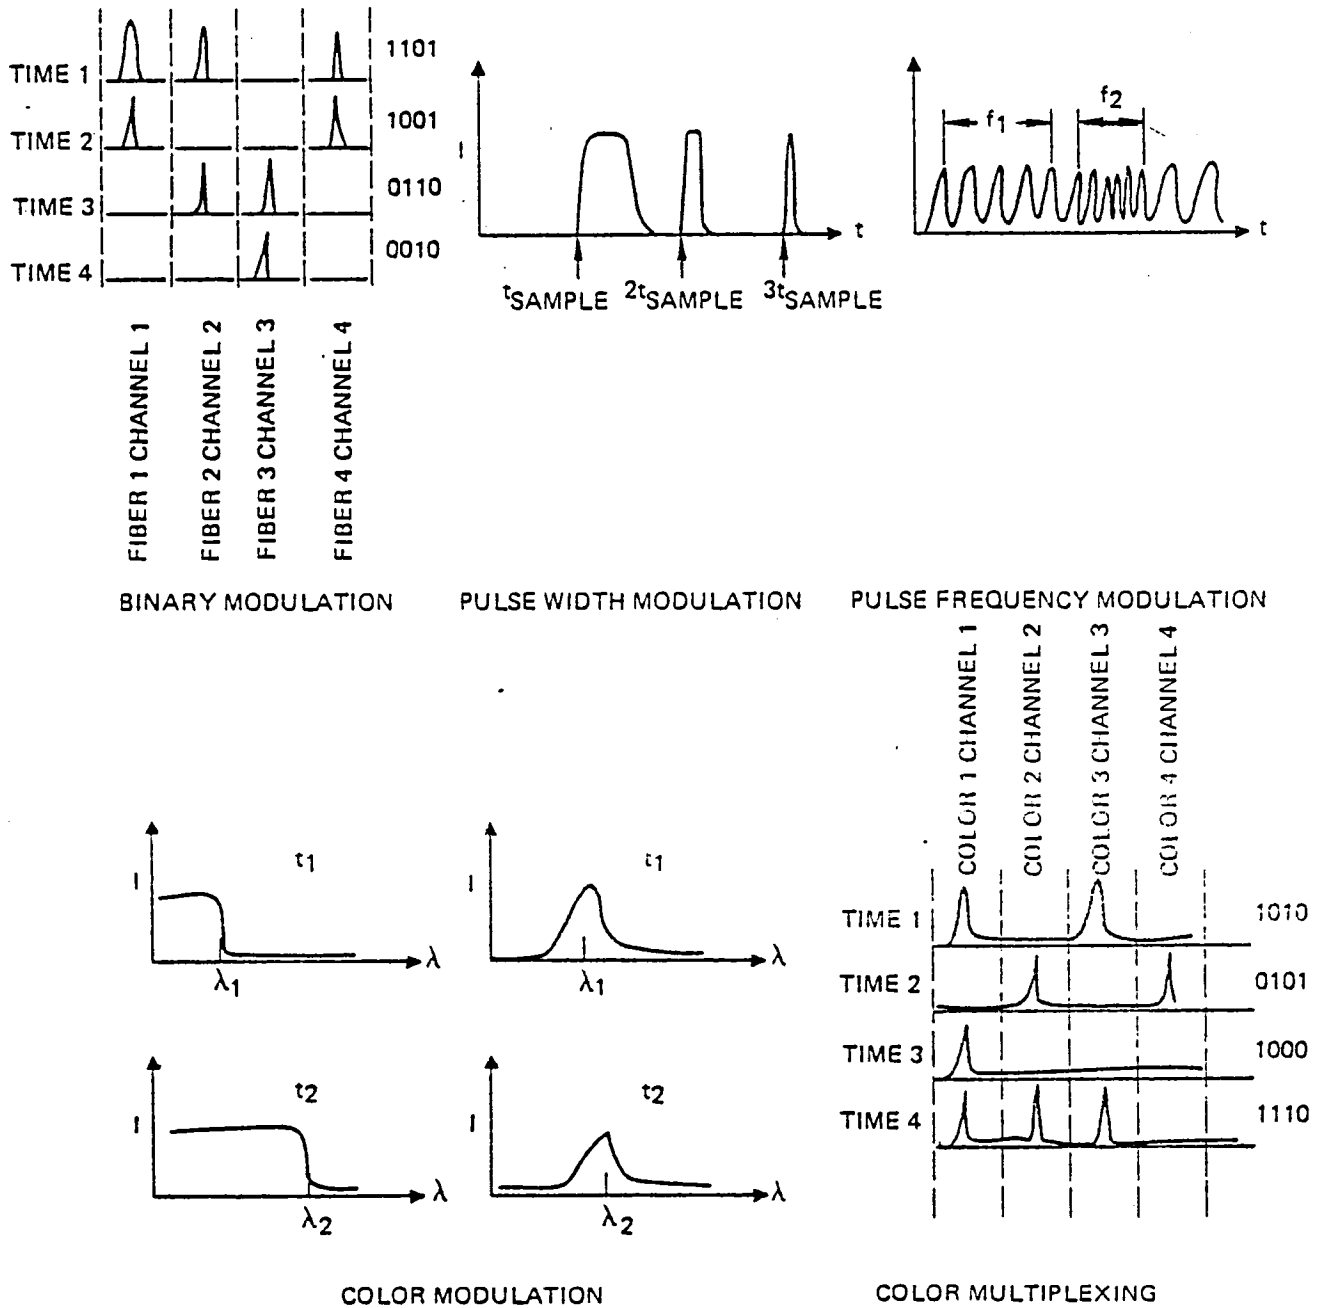 TIME 1 1101
TIME 2 1001
TIME 3 0110
TIME 4 0010
FIBER 1 CHANNEL 1
FIBER 2 CHANNEL 2
FIBER 3 CHANNEL 3
FIBER 4 CHANNEL 4
BINARY MODULATION
I
t
tSAMPLE 2tSAMPLE 3tSAMPLE
PULSE WIDTH MODULATION
f1 f2
t
PULSE FREQUENCY MODULATION
I t1 λ
λ1
I t1 λ
λ1
I t2 λ
λ2
I t2 λ
λ2
COLOR MODULATION
COLOR 1 CHANNEL 1
COLOR 2 CHANNEL 2
COLOR 3 CHANNEL 3
COLOR 4 CHANNEL 4
TIME 1 1010
TIME 2 0101
TIME 3 1000
TIME 4 1110
COLOR MULTIPLEXING